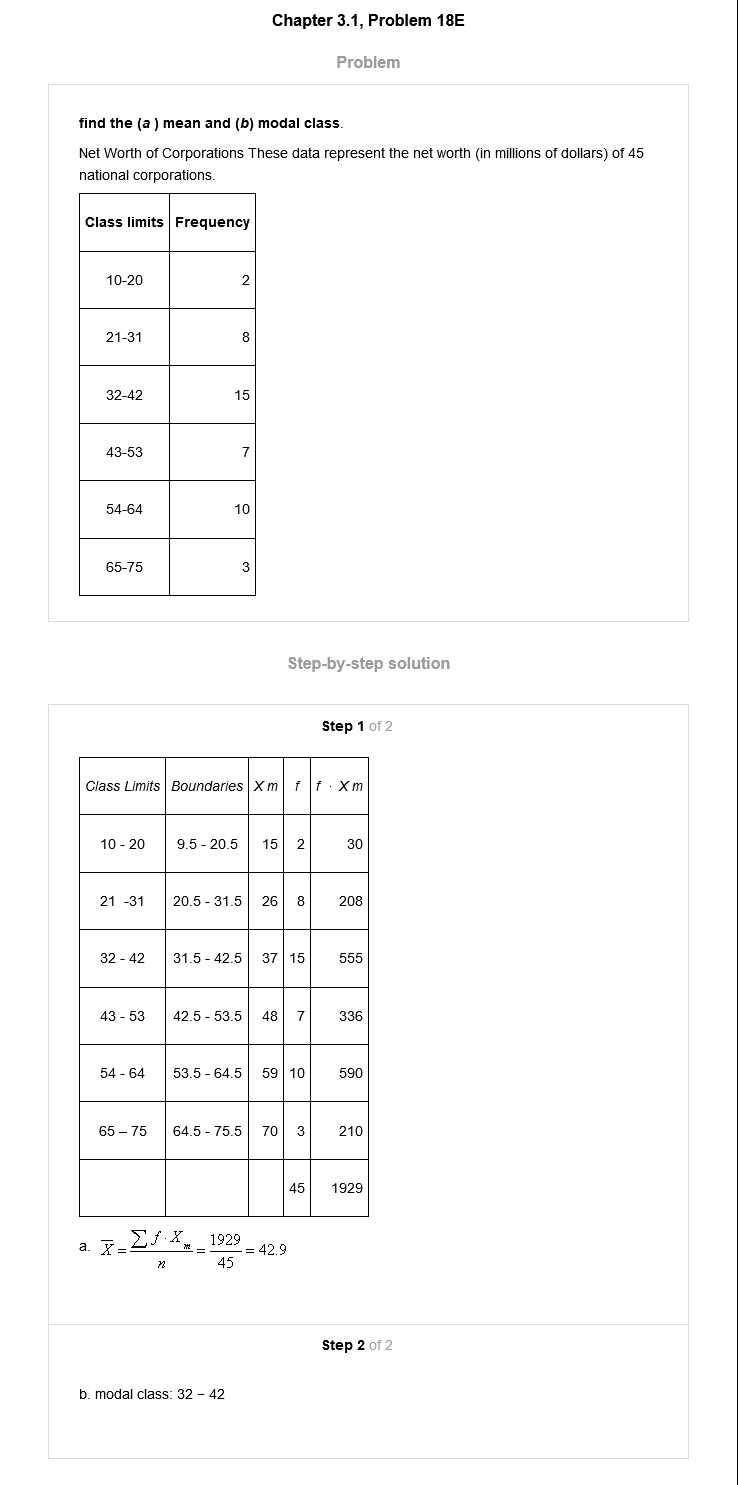 Chapter 3.1, Problem 18E
Problem
find the (a ) mean and (b) modal class.
Net Worth of Corporations These data represent the net worth (in millions of dollars) of 45
national corporations.
Class limits Frequency
10-20 2
21-31 8
32-42 15
43-53 7
54-64 10
65-75 3
Step-by-step solution
Step 1 of 2
Class Limits Boundaries X m f f · X m
10 - 20 9.5 - 20.5 15 2 30
21 -31 20.5 - 31.5 26 8 208
32 - 42 31.5 - 42.5 37 15 555
43 - 53 42.5 - 53.5 48 7 336
54 - 64 53.5 - 64.5 59 10 590
65 – 75 64.5 - 75.5 70 3 210
45 1929
a. X̅ = ∑ f · Xₘ / n = 1929 / 45 = 42.9
Step 2 of 2
b. modal class: 32 − 42